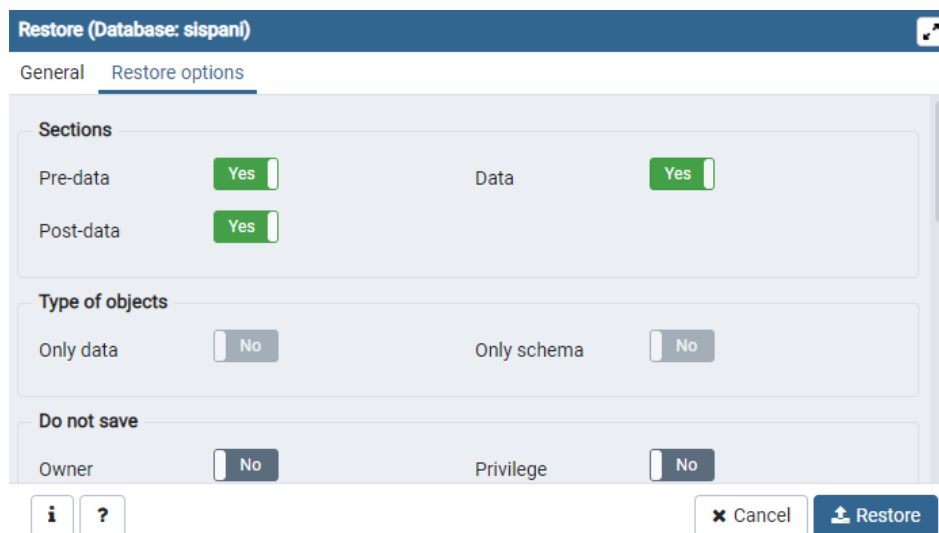 Restore (Database: sispani)
General Restore options
Sections
Pre-data Yes Data Yes
Post-data Yes
Type of objects
Only data No Only schema No
Do not save
Owner No Privilege No
i ? Cancel Restore